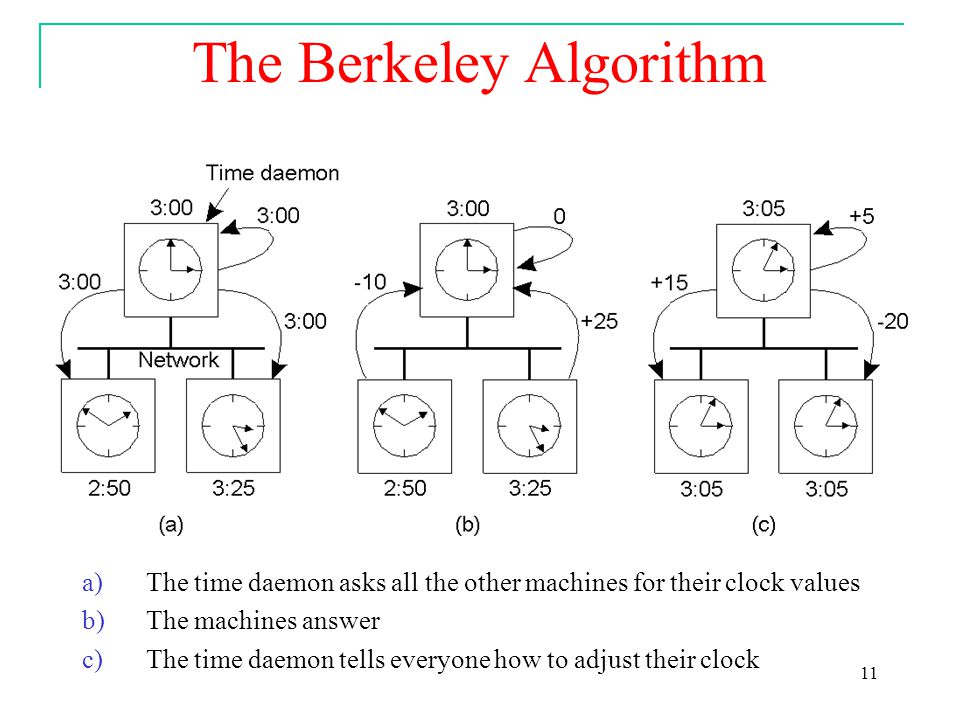 The Berkeley Algorithm
Time daemon
3:00
3:00
3:00
3:00
Network
2:50
3:25
(a)
3:00
0
-10
+25
2:50
3:25
(b)
3:05
+5
+15
-20
3:05
3:05
(c)
a) The time daemon asks all the other machines for their clock values
b) The machines answer
c) The time daemon tells everyone how to adjust their clock
11